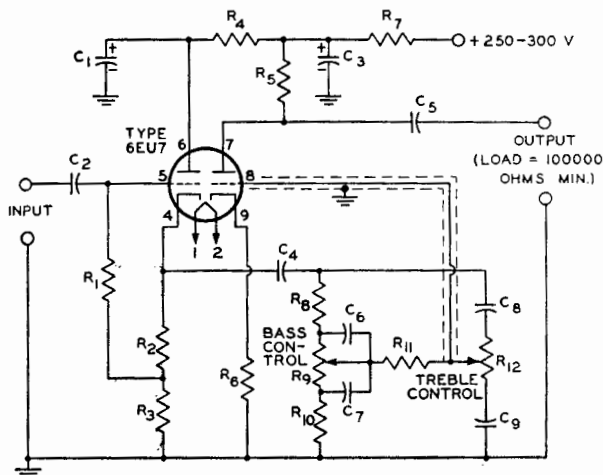 R4
R7
+250-300 V
C1
+
C3
+
R5
C5
TYPE
6EU7
6
7
OUTPUT
(LOAD = 100000
OHMS MIN.)
C2
5
8
INPUT
4
9
1
2
C4
R1
R8
C6
C8
BASS
CON-
TROL
R11
R2
R9
R12
TREBLE
CONTROL
R6
C7
R3
R10
C9